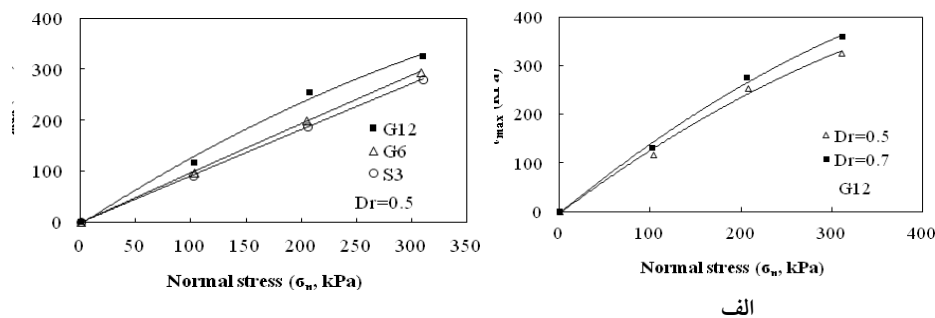 400
300
200
100
0
0 50 100 150 200 250 300 350
G12
G6
S3
Dr=0.5
Normal stress (σn, kPa)
τmax (kPa)
400
300
200
100
0
0 100 200 300 400
Dr=0.5
Dr=0.7
G12
Normal stress (σn, kPa)
الف